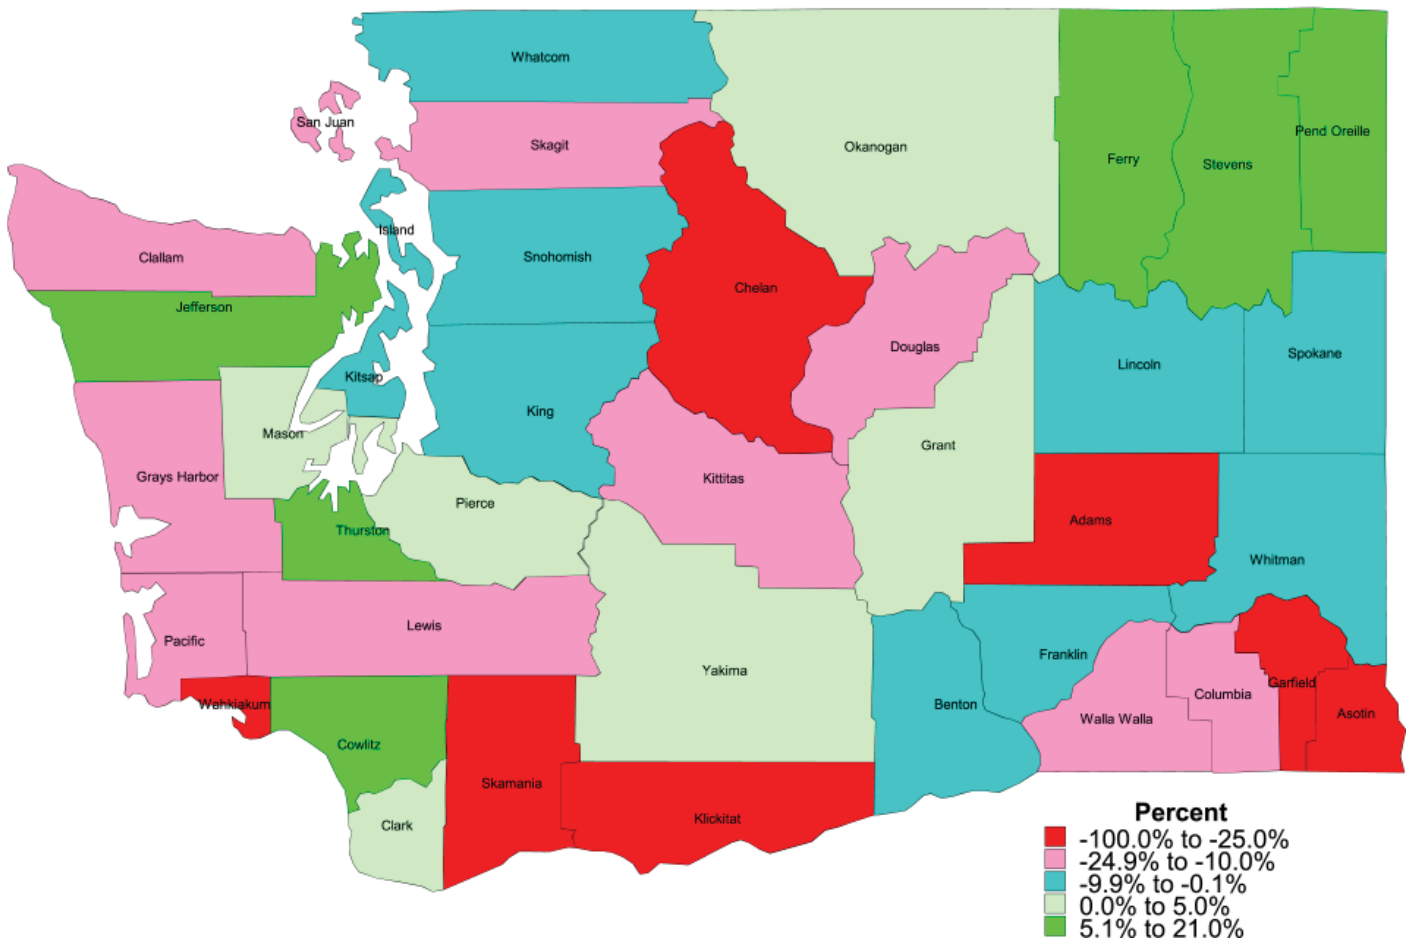 Whatcom
San Juan
Skagit
Okanogan
Pend Oreille
Ferry
Stevens
Island
Clallam
Snohomish
Chelan
Jefferson
Douglas
Spokane
Lincoln
Kitsap
King
Mason
Grant
Grays Harbor
Kittitas
Pierce
Adams
Thurston
Whitman
Lewis
Pacific
Franklin
Yakima
Garfield
Columbia
Wahkiakum
Benton
Asotin
Walla Walla
Cowlitz
Skamania
Klickitat
Clark
Percent
-100.0% to -25.0%
-24.9% to -10.0%
-9.9% to -0.1%
0.0% to 5.0%
5.1% to 21.0%